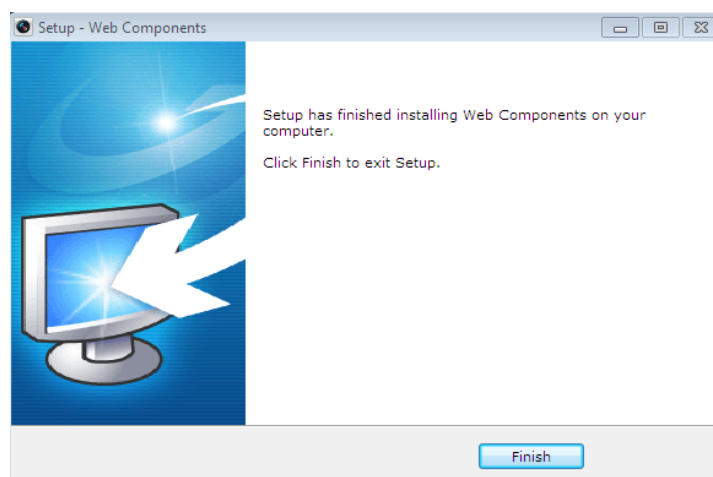 Setup - Web Components
Setup has finished installing Web Components on your
computer.
Click Finish to exit Setup.
Finish